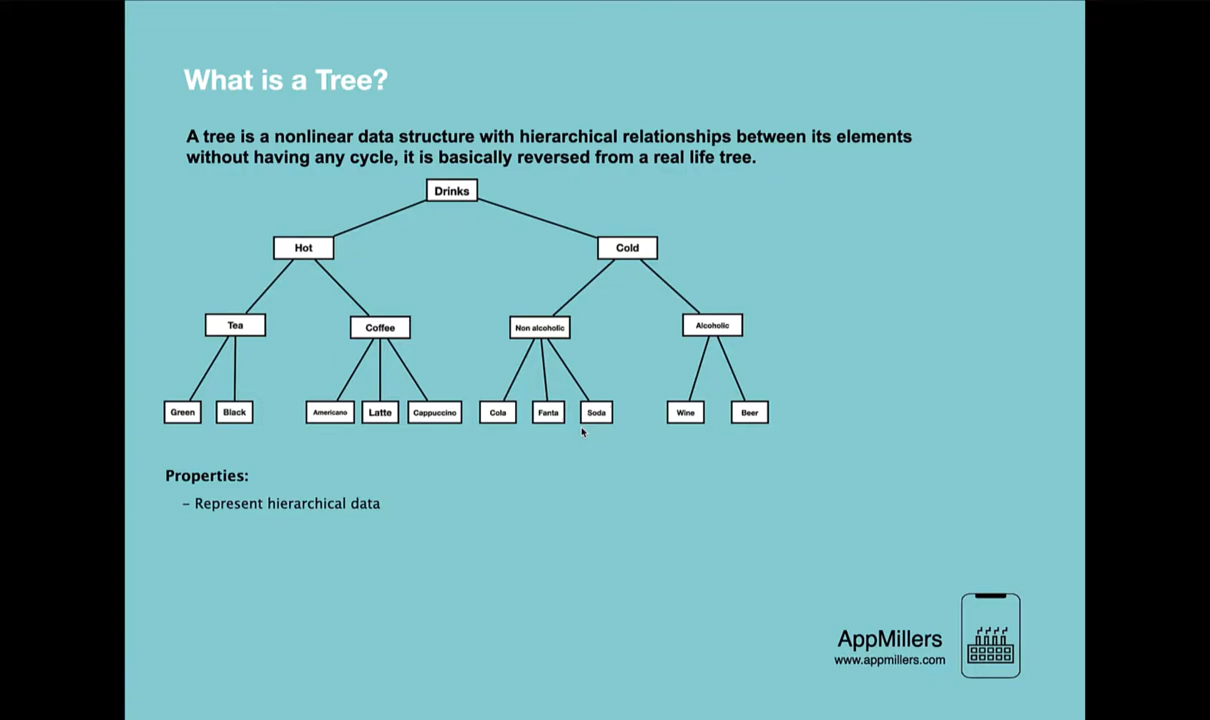 What is a Tree?
A tree is a nonlinear data structure with hierarchical relationships between its elements
without having any cycle, it is basically reversed from a real life tree.
Drinks
Hot
Cold
Tea
Coffee
Non alcoholic
Alcoholic
Green
Black
Americano
Latte
Cappuccino
Cola
Fanta
Soda
Wine
Beer
Properties:
– Represent hierarchical data
AppMillers
www.appmillers.com